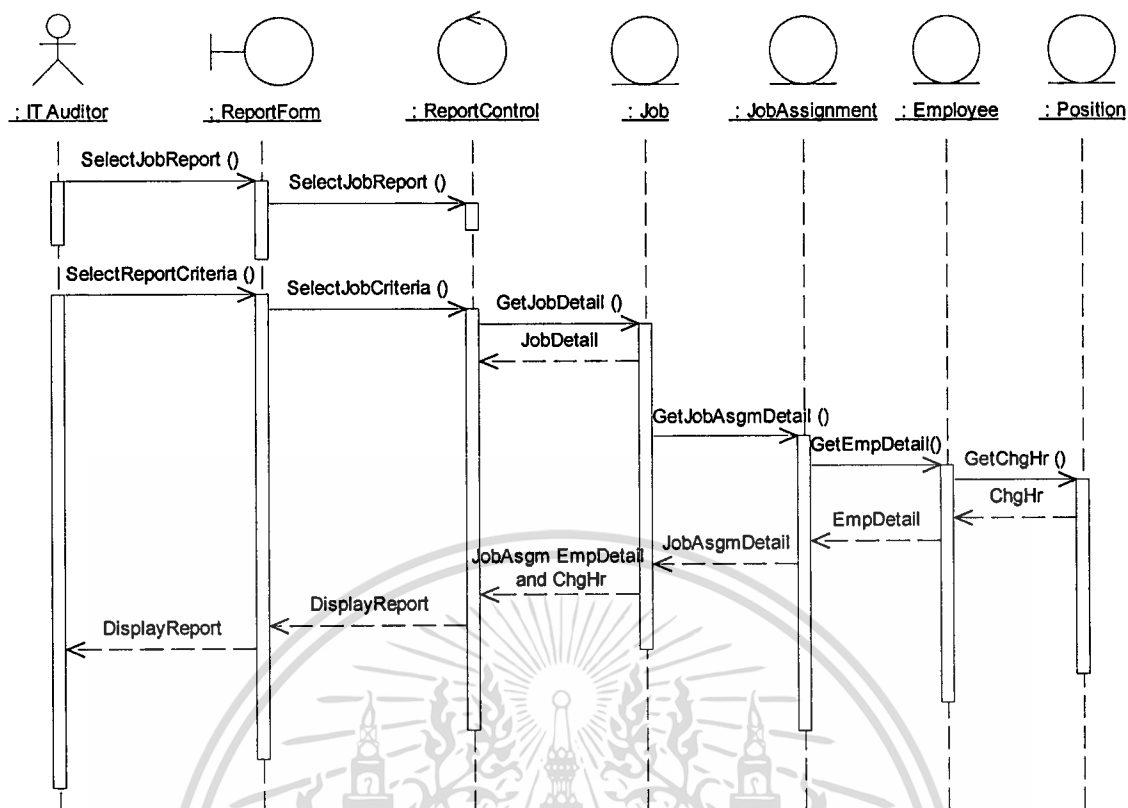 : IT Auditor
: ReportForm
: ReportControl
: Job
: JobAssignment
: Employee
: Position
SelectJobReport ()
SelectJobReport ()
SelectReportCriteria ()
SelectJobCriteria ()
GetJobDetail ()
JobDetail
GetJobAsgmDetail ()
GetEmpDetail()
GetChgHr ()
ChgHr
EmpDetail
JobAsgmDetail
JobAsgm EmpDetail
and ChgHr
DisplayReport
DisplayReport